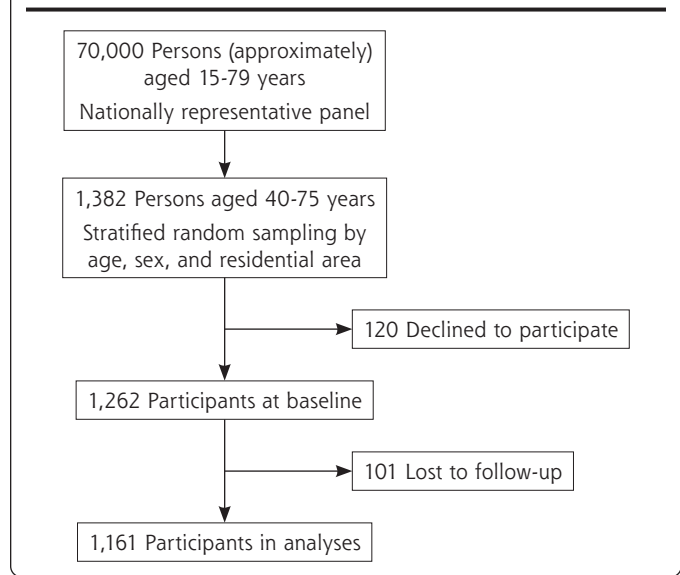 70,000 Persons (approximately)
aged 15-79 years
Nationally representative panel
1,382 Persons aged 40-75 years
Stratified random sampling by
age, sex, and residential area
120 Declined to participate
1,262 Participants at baseline
101 Lost to follow-up
1,161 Participants in analyses